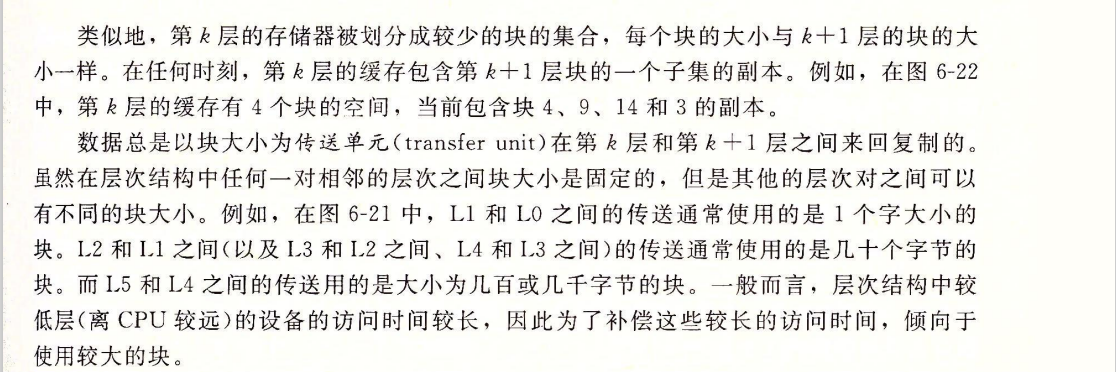 类似地，第 k 层的存储器被划分成较少的块的集合，每个块的大小与 k+1 层的块的大
小一样。在任何时刻，第 k 层的缓存包含第 k+1 层块的一个子集的副本。例如，在图 6-22
中，第 k 层的缓存有 4 个块的空间，当前包含块 4、9、14 和 3 的副本。
数据总是以块大小为传送单元(transfer unit)在第 k 层和第 k+1 层之间来回复制的。
虽然在层次结构中任何一对相邻的层次之间块大小是固定的，但是其他的层次对之间可以
有不同的块大小。例如，在图 6-21 中，L1 和 L0 之间的传送通常使用的是 1 个字大小的
块。L2 和 L1 之间(以及 L3 和 L2 之间、L4 和 L3 之间)的传送通常使用的是几十个字节的
块。而 L5 和 L4 之间的传送用的是大小为几百或几千字节的块。一般而言，层次结构中较
低层(离 CPU 较远)的设备的访问时间较长，因此为了补偿这些较长的访问时间，倾向于
使用较大的块。